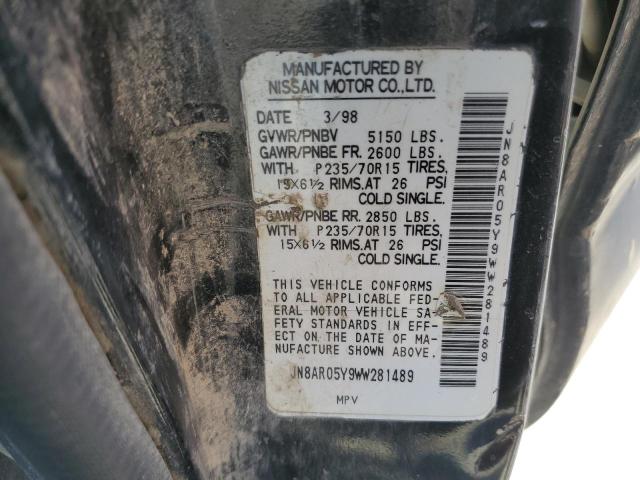 MANUFACTURED BY
NISSAN MOTOR CO.,LTD.
DATE 3/98
GVWR/PNBV 5150 LBS.
GAWR/PNBE FR. 2600 LBS.
WITH P235/70R15 TIRES,
15X6½ RIMS,AT 26 PSI
COLD SINGLE.
GAWR/PNBE RR. 2850 LBS.
WITH P235/70R15 TIRES,
15X6½ RIMS,AT 26 PSI
COLD SINGLE.
THIS VEHICLE CONFORMS
TO ALL APPLICABLE FED-
ERAL MOTOR VEHICLE SA-
FETY STANDARDS IN EFF-
ECT ON THE DATE OF MA-
NUFACTURE SHOWN ABOVE.
JN8AR05Y9WW281489
MPV
JN8AR05Y9WW281489